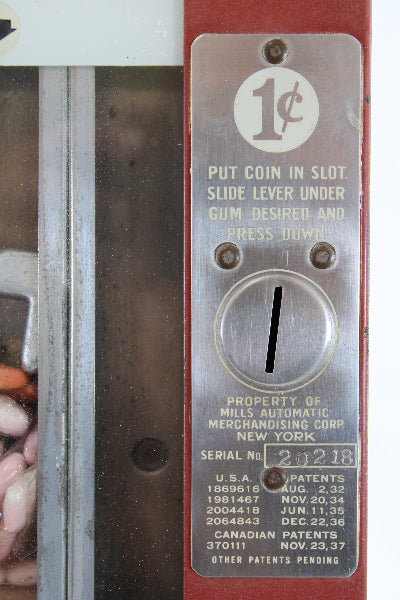 1¢
PUT COIN IN SLOT.
SLIDE LEVER UNDER
GUM DESIRED AND
PRESS DOWN
PROPERTY OF
MILLS AUTOMATIC
MERCHANDISING CORP.
NEW YORK
SERIAL No. 20218
U.S.A. PATENTS
1869616 AUG. 2,32
1981467 NOV.20,34
2004418 JUN.11,35
2064843 DEC.22,36
CANADIAN PATENTS
370111 NOV.23,37
OTHER PATENTS PENDING